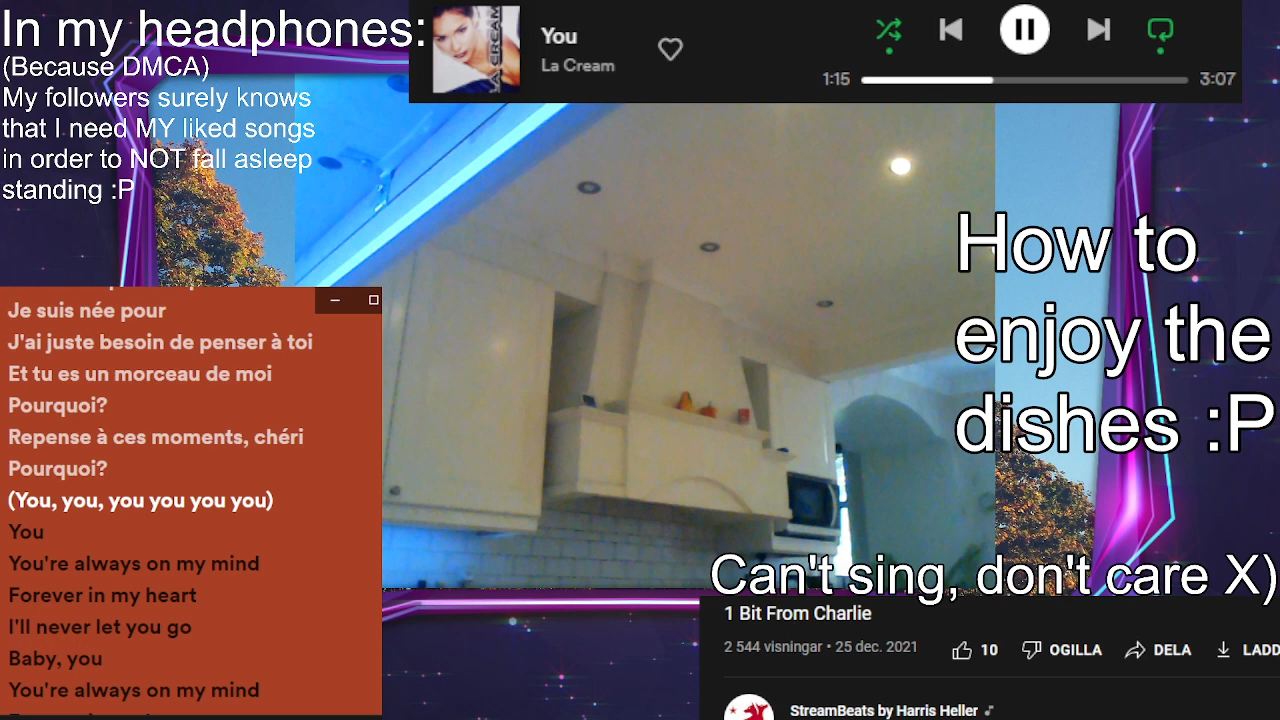 In my headphones:
(Because DMCA)
My followers surely knows
that I need MY liked songs
in order to NOT fall asleep
standing :P
You
La Cream
1:15
3:07
How to
enjoy the
dishes :P
Je suis née pour
J'ai juste besoin de penser à toi
Et tu es un morceau de moi
Pourquoi?
Repense à ces moments, chéri
Pourquoi?
(You, you, you you you you)
You
You're always on my mind
Forever in my heart
I'll never let you go
Baby, you
You're always on my mind
Can't sing, don't care X)
1 Bit From Charlie
2 544 visningar • 25 dec. 2021
10 OGILLA DELA LADD
StreamBeats by Harris Heller